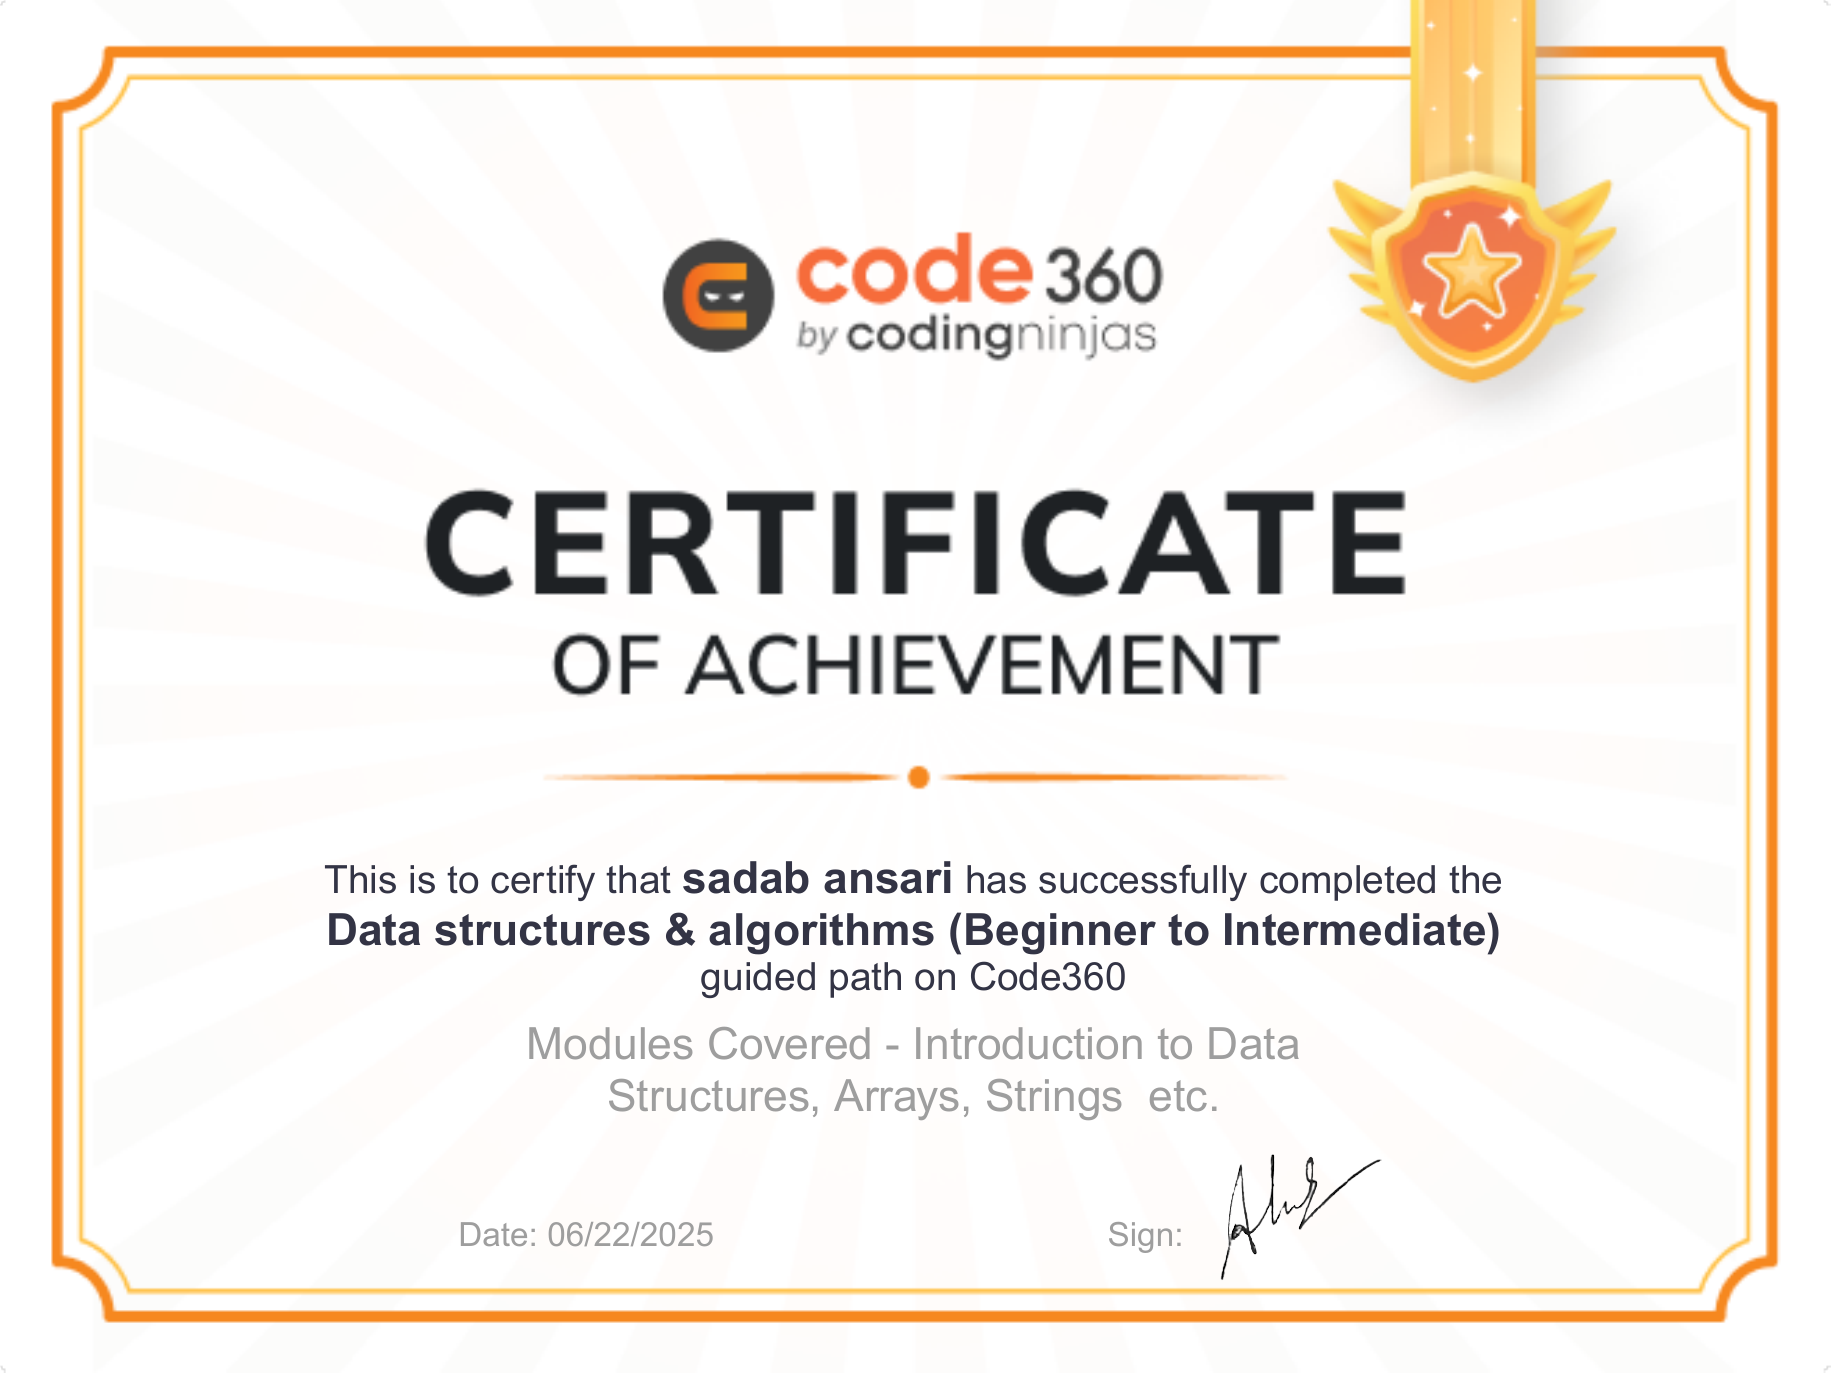 code 360
by codingninjas
CERTIFICATE
OF ACHIEVEMENT
This is to certify that sadab ansari has successfully completed the
Data structures & algorithms (Beginner to Intermediate)
guided path on Code360
Modules Covered - Introduction to Data
Structures, Arrays, Strings  etc.
Date: 06/22/2025
Sign: